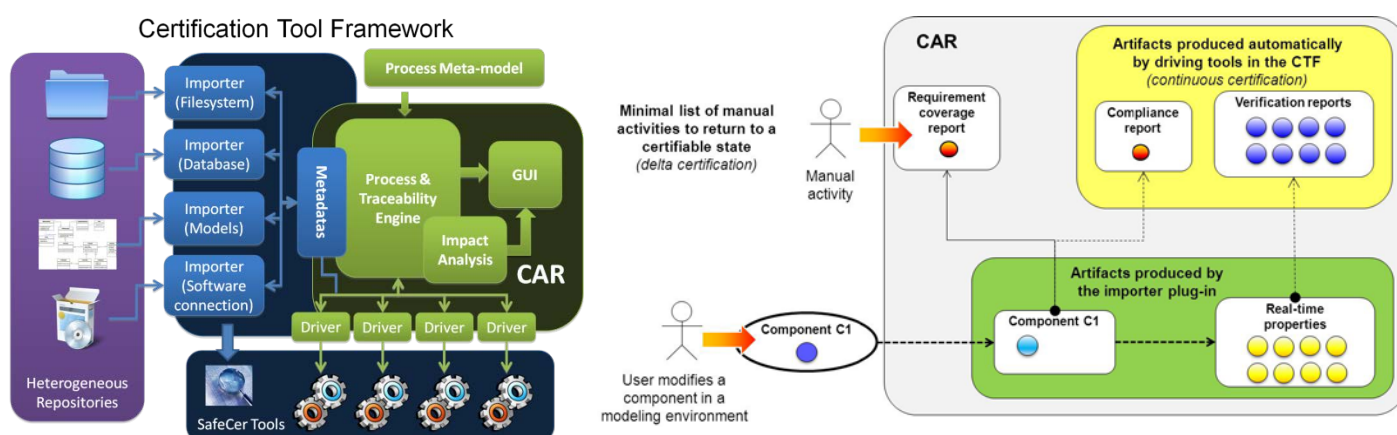 Certification Tool Framework
Importer
(Filesystem)
Importer
(Database)
Importer
(Models)
Importer
(Software
connection)
Heterogeneous
Repositories
Metadatas
Process Meta-model
Process &
Traceability
Engine
GUI
Impact
Analysis
CAR
Driver
Driver
Driver
Driver
SafeCer Tools
Minimal list of manual
activities to return to a
certifiable state
(delta certification)
Manual
activity
User modifies a
component in a
modeling environment
Component C1
CAR
Requirement
coverage
report
Artifacts produced automatically
by driving tools in the CTF
(continuous certification)
Compliance
report
Verification reports
Artifacts produced by
the importer plug-in
Component C1
Real-time
properties